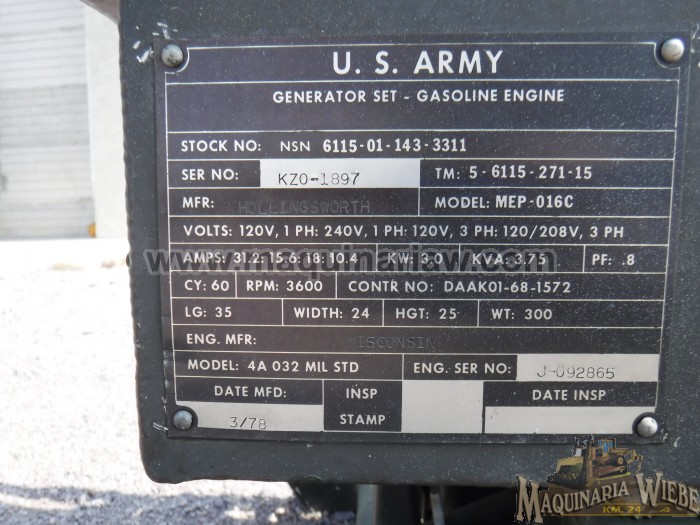 U. S. ARMY
GENERATOR SET - GASOLINE ENGINE
STOCK NO: NSN 6115-01-143-3311
SER NO: KZ0-1897 TM: 5-6115-271-15
MFR: HOLLINGSWORTH MODEL: MEP-016C
VOLTS: 120V, 1 PH: 240V, 1 PH: 120V, 3 PH: 120/208V, 3 PH
AMPS: 31.2: 15.6: 18: 10.4 KW: 3.0 KVA: 3.75 PF: .8
www.maquinariasw.com
CY: 60 RPM: 3600 CONTR NO: DAAK01-68-1572
LG: 35 WIDTH: 24 HGT: 25 WT: 300
ENG. MFR: WISCONSIN
MODEL: 4A 032 MIL STD ENG. SER NO: J-092865
DATE MFD: INSP STAMP DATE INSP
3/78
MAQUINARIA WIEBE
KM. 24